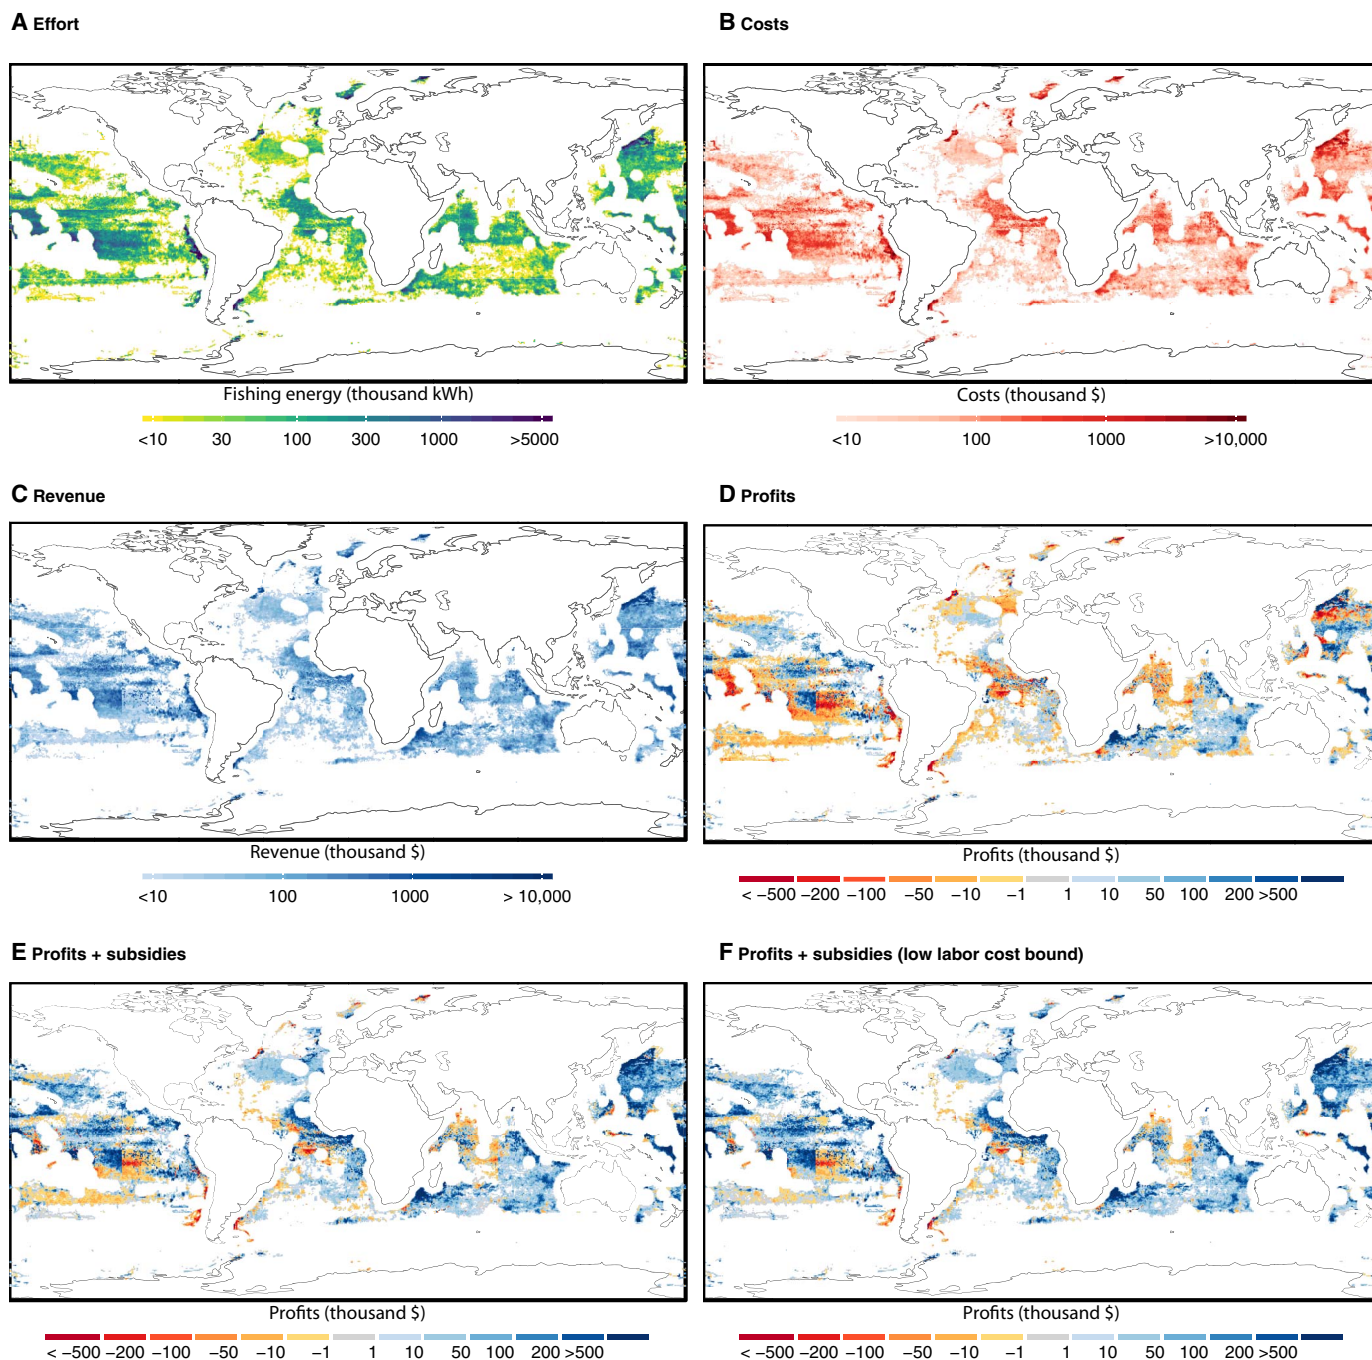 A Effort
B Costs
Fishing energy (thousand kWh)
<10 30 100 300 1000 >5000
Costs (thousand $)
<10 100 1000 >10,000
C Revenue
D Profits
Revenue (thousand $)
<10 100 1000 > 10,000
Profits (thousand $)
< −500 −200 −100 −50 −10 −1 1 10 50 100 200 >500
E Profits + subsidies
F Profits + subsidies (low labor cost bound)
Profits (thousand $)
< −500 −200 −100 −50 −10 −1 1 10 50 100 200 >500
Profits (thousand $)
< −500 −200 −100 −50 −10 −1 1 10 50 100 200 >500